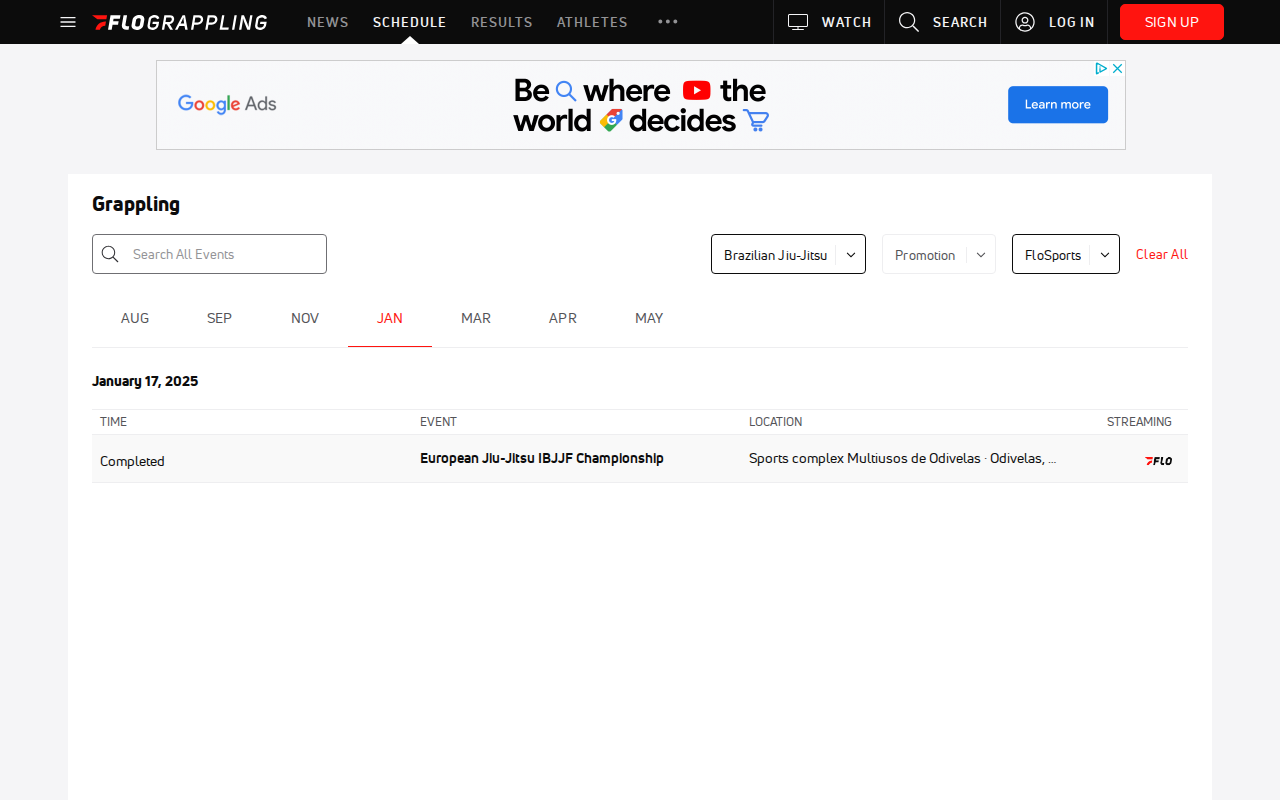 FLOGRAPPLING NEWS SCHEDULE RESULTS ATHLETES WATCH SEARCH LOG IN SIGN UP
Google Ads
Be where the
world decides
Learn more
Grappling
Search All Events
Brazilian Jiu-Jitsu
Promotion
FloSports
Clear All
AUG SEP NOV JAN MAR APR MAY
January 17, 2025
TIME EVENT LOCATION STREAMING
Completed European Jiu-Jitsu IBJJF Championship Sports complex Multiusos de Odivelas · Odivelas, ... FLO